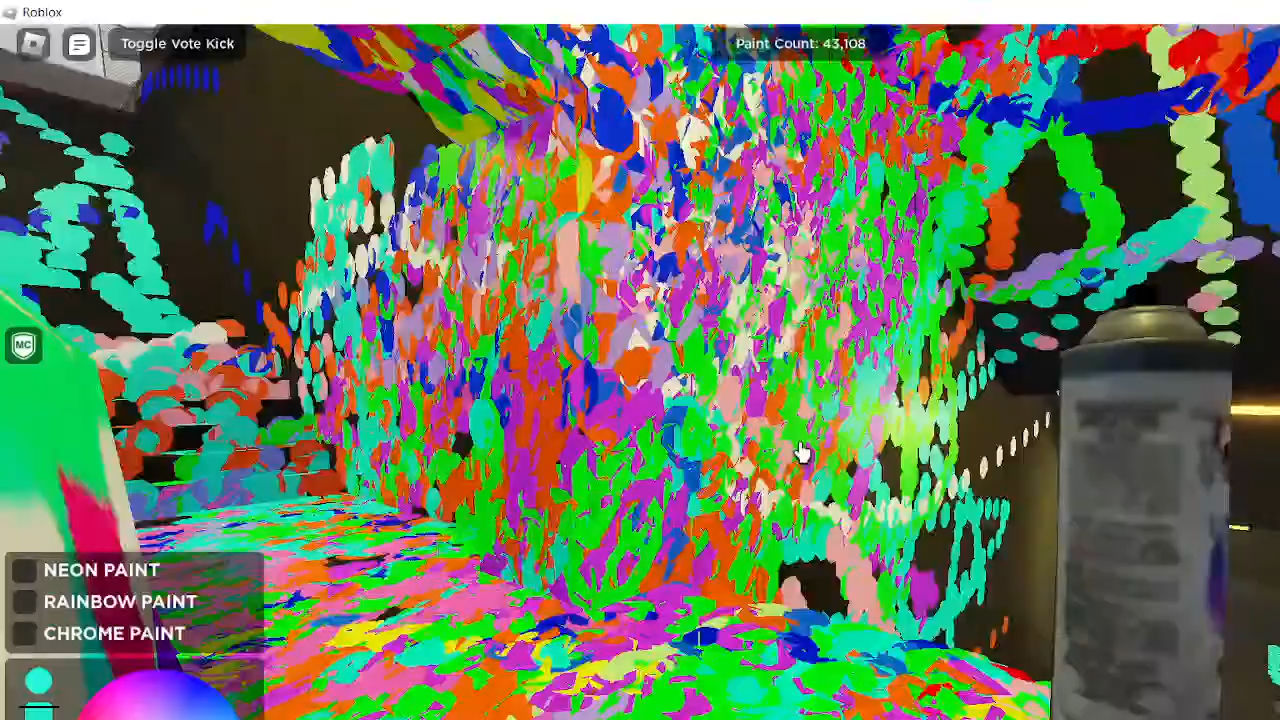 Roblox
Toggle Vote Kick
Paint Count: 43,108
MC
NEON PAINT
RAINBOW PAINT
CHROME PAINT